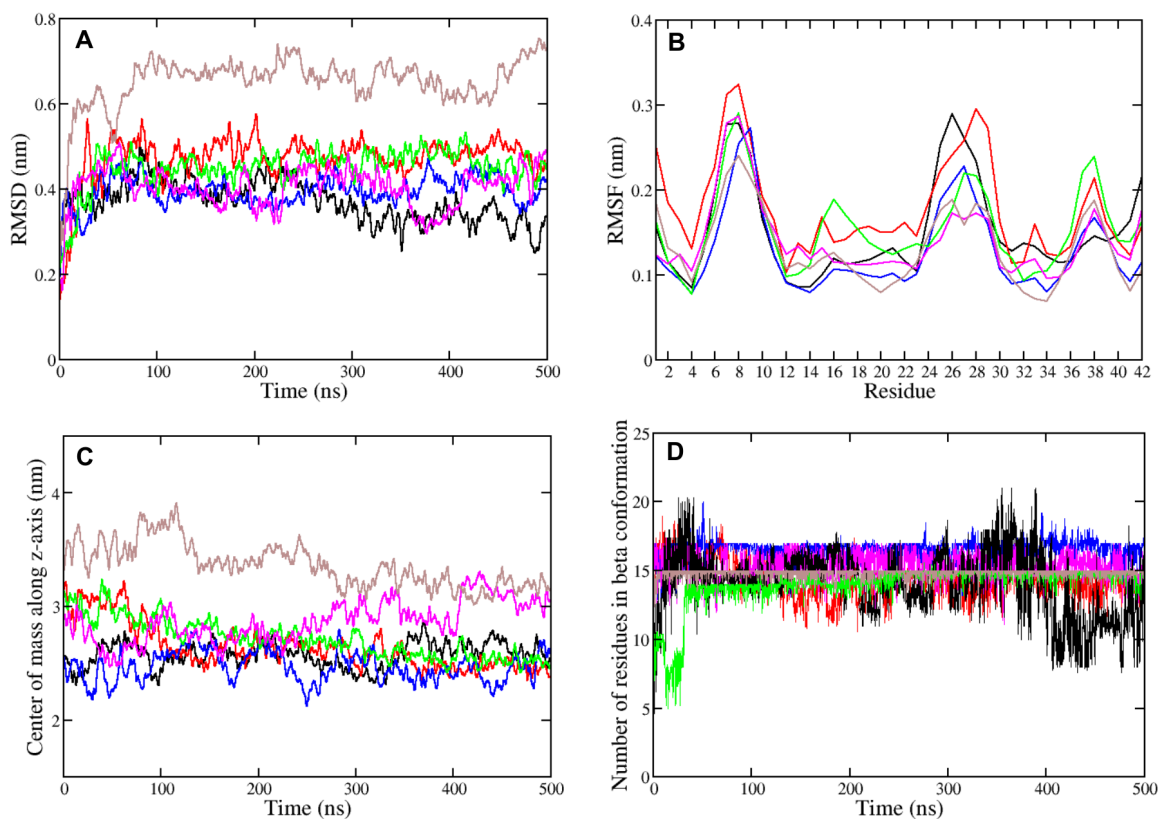 A
RMSD (nm)
0.8
0.6
0.4
0.2
0
0 100 200 300 400 500
Time (ns)
B
RMSF (nm)
0.4
0.3
0.2
0.1
0
2 4 6 8 10 12 14 16 18 20 22 24 26 28 30 32 34 36 38 40 42
Residue
C
Center of mass along z-axis (nm)
4
3
2
0 100 200 300 400 500
Time (ns)
D
Number of residues in beta conformation
25
20
15
10
5
0
0 100 200 300 400 500
Time (ns)